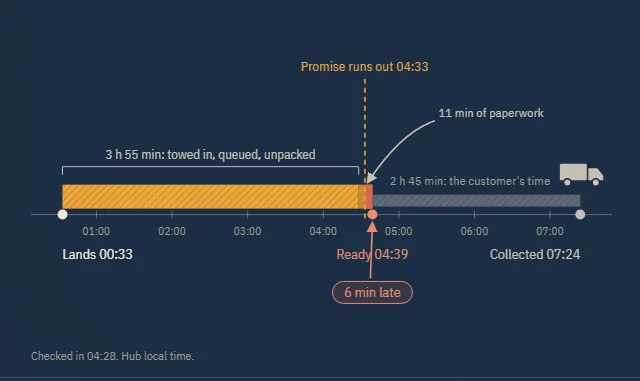 Promise runs out 04:33
11 min of paperwork
3 h 55 min: towed in, queued, unpacked
2 h 45 min: the customer's time
01:00 02:00 03:00 04:00 05:00 06:00 07:00
Lands 00:33 Ready 04:39 Collected 07:24
6 min late
Checked in 04:28. Hub local time.